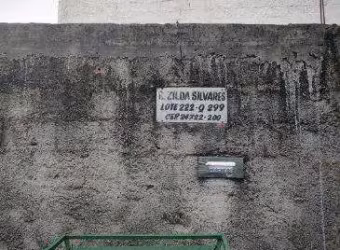 R. ZILDA SILVARES
LOTE 222-Q 299
CEP 24722-200